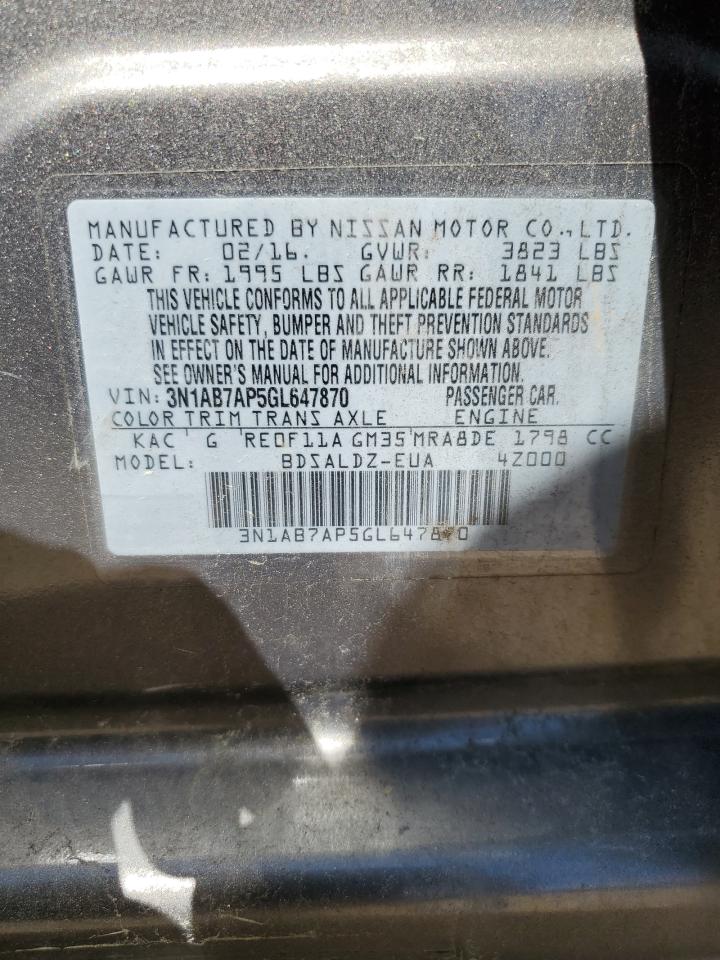 MANUFACTURED BY NISSAN MOTOR CO., LTD.
DATE: 02/16. GVWR: 3823 LBS
GAWR FR: 1995 LBS GAWR RR: 1841 LBS
THIS VEHICLE CONFORMS TO ALL APPLICABLE FEDERAL MOTOR
VEHICLE SAFETY, BUMPER AND THEFT PREVENTION STANDARDS
IN EFFECT ON THE DATE OF MANUFACTURE SHOWN ABOVE.
SEE OWNER'S MANUAL FOR ADDITIONAL INFORMATION.
VIN: 3N1AB7AP5GL647870 PASSENGER CAR.
COLOR TRIM TRANS AXLE ENGINE
KAC G RE0F11A GM35 MRA8DE 1798 CC
MODEL: BDSALDZ-EUA 4Z000
3N1AB7AP5GL647870